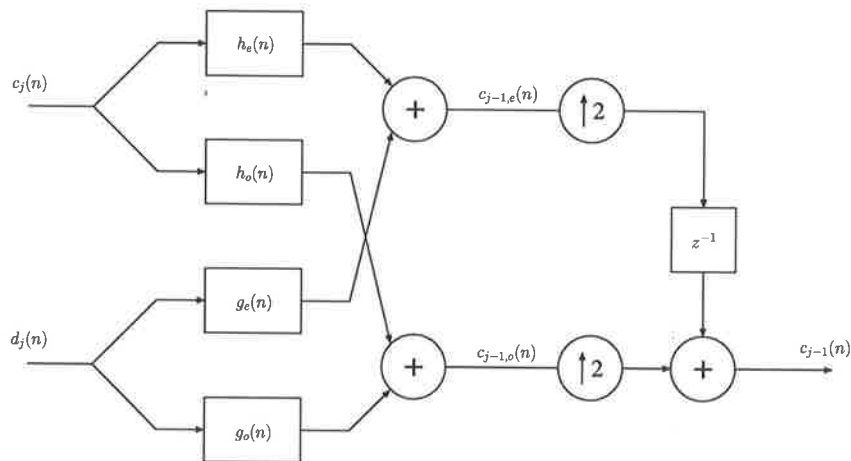 h_e(n)
c_j(n)
c_{j-1,e}(n)
+
↑2
h_o(n)
z^{-1}
g_e(n)
d_j(n)
c_{j-1,o}(n)
c_{j-1}(n)
+
↑2
+
g_o(n)